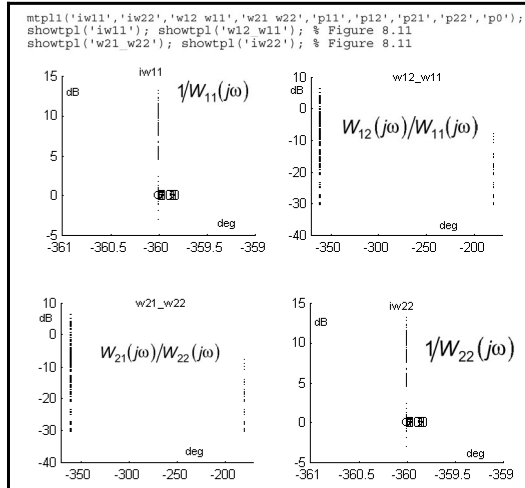 mtpl1('iw11','iw22','w12_w11','w21_w22','p11','p12','p21','p22','p0');
showtpl('iw11'); showtpl('w12_w11'); % Figure 8.11
showtpl('w21_w22'); showtpl('iw22'); % Figure 8.11
iw11
15
dB
1/W11(jω)
10
5
0
deg
-5
-361 -360.5 -360 -359.5 -359
w12_w11
10
dB
0
W12(jω)/W11(jω)
-10
-20
-30
deg
-40
-350 -300 -250 -200
w21_w22
10
dB
0
W21(jω)/W22(jω)
-10
-20
-30
deg
-40
-350 -300 -250 -200
iw22
15
dB
10
1/W22(jω)
5
0
deg
-5
-361 -360.5 -360 -359.5 -359